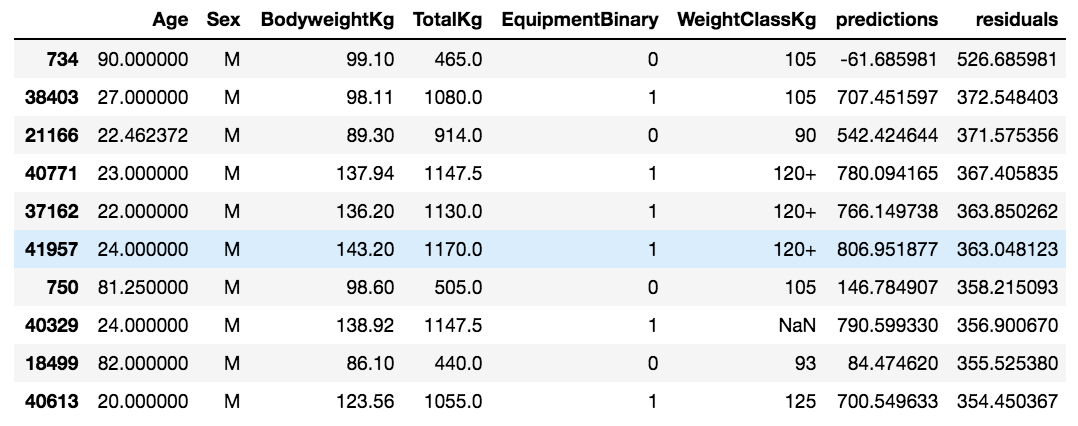 Age Sex BodyweightKg TotalKg EquipmentBinary WeightClassKg predictions residuals
734 90.000000 M 99.10 465.0 0 105 -61.685981 526.685981
38403 27.000000 M 98.11 1080.0 1 105 707.451597 372.548403
21166 22.462372 M 89.30 914.0 0 90 542.424644 371.575356
40771 23.000000 M 137.94 1147.5 1 120+ 780.094165 367.405835
37162 22.000000 M 136.20 1130.0 1 120+ 766.149738 363.850262
41957 24.000000 M 143.20 1170.0 1 120+ 806.951877 363.048123
750 81.250000 M 98.60 505.0 0 105 146.784907 358.215093
40329 24.000000 M 138.92 1147.5 1 NaN 790.599330 356.900670
18499 82.000000 M 86.10 440.0 0 93 84.474620 355.525380
40613 20.000000 M 123.56 1055.0 1 125 700.549633 354.450367